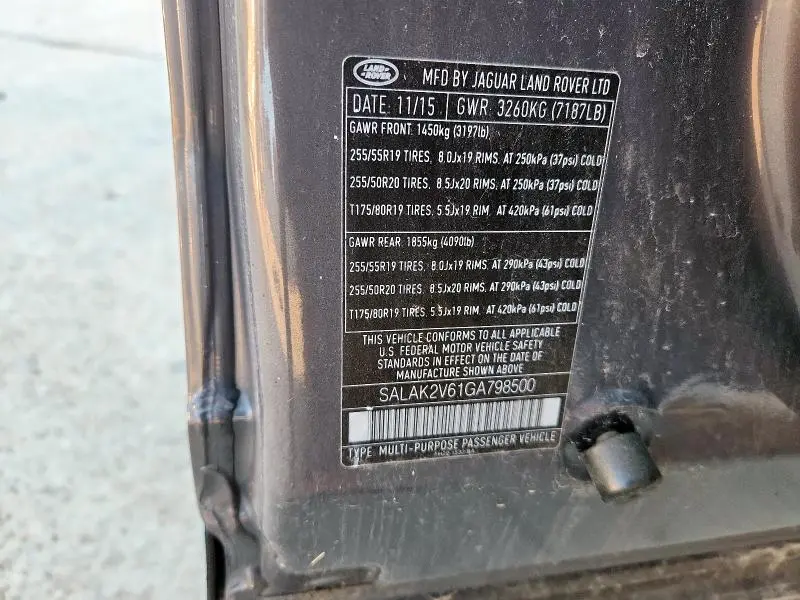 LAND ROVER
MFD BY JAGUAR LAND ROVER LTD
DATE: 11/15 GWR: 3260KG (7187LB)
GAWR FRONT: 1450kg (3197lb)
255/55R19 TIRES, 8.0Jx19 RIMS, AT 250kPa (37psi) COLD
255/50R20 TIRES, 8.5Jx20 RIMS, AT 250kPa (37psi) COLD
T175/80R19 TIRES, 5.5Jx19 RIM, AT 420kPa (61psi) COLD
GAWR REAR: 1855kg (4090lb)
255/55R19 TIRES, 8.0Jx19 RIMS, AT 290kPa (43psi) COLD
255/50R20 TIRES, 8.5Jx20 RIMS, AT 290kPa (43psi) COLD
T175/80R19 TIRES, 5.5Jx19 RIM, AT 420kPa (61psi) COLD
THIS VEHICLE CONFORMS TO ALL APPLICABLE
U.S. FEDERAL MOTOR VEHICLE SAFETY
STANDARDS IN EFFECT ON THE DATE OF
MANUFACTURE SHOWN ABOVE
SALAK2V61GA798500
TYPE: MULTI-PURPOSE PASSENGER VEHICLE